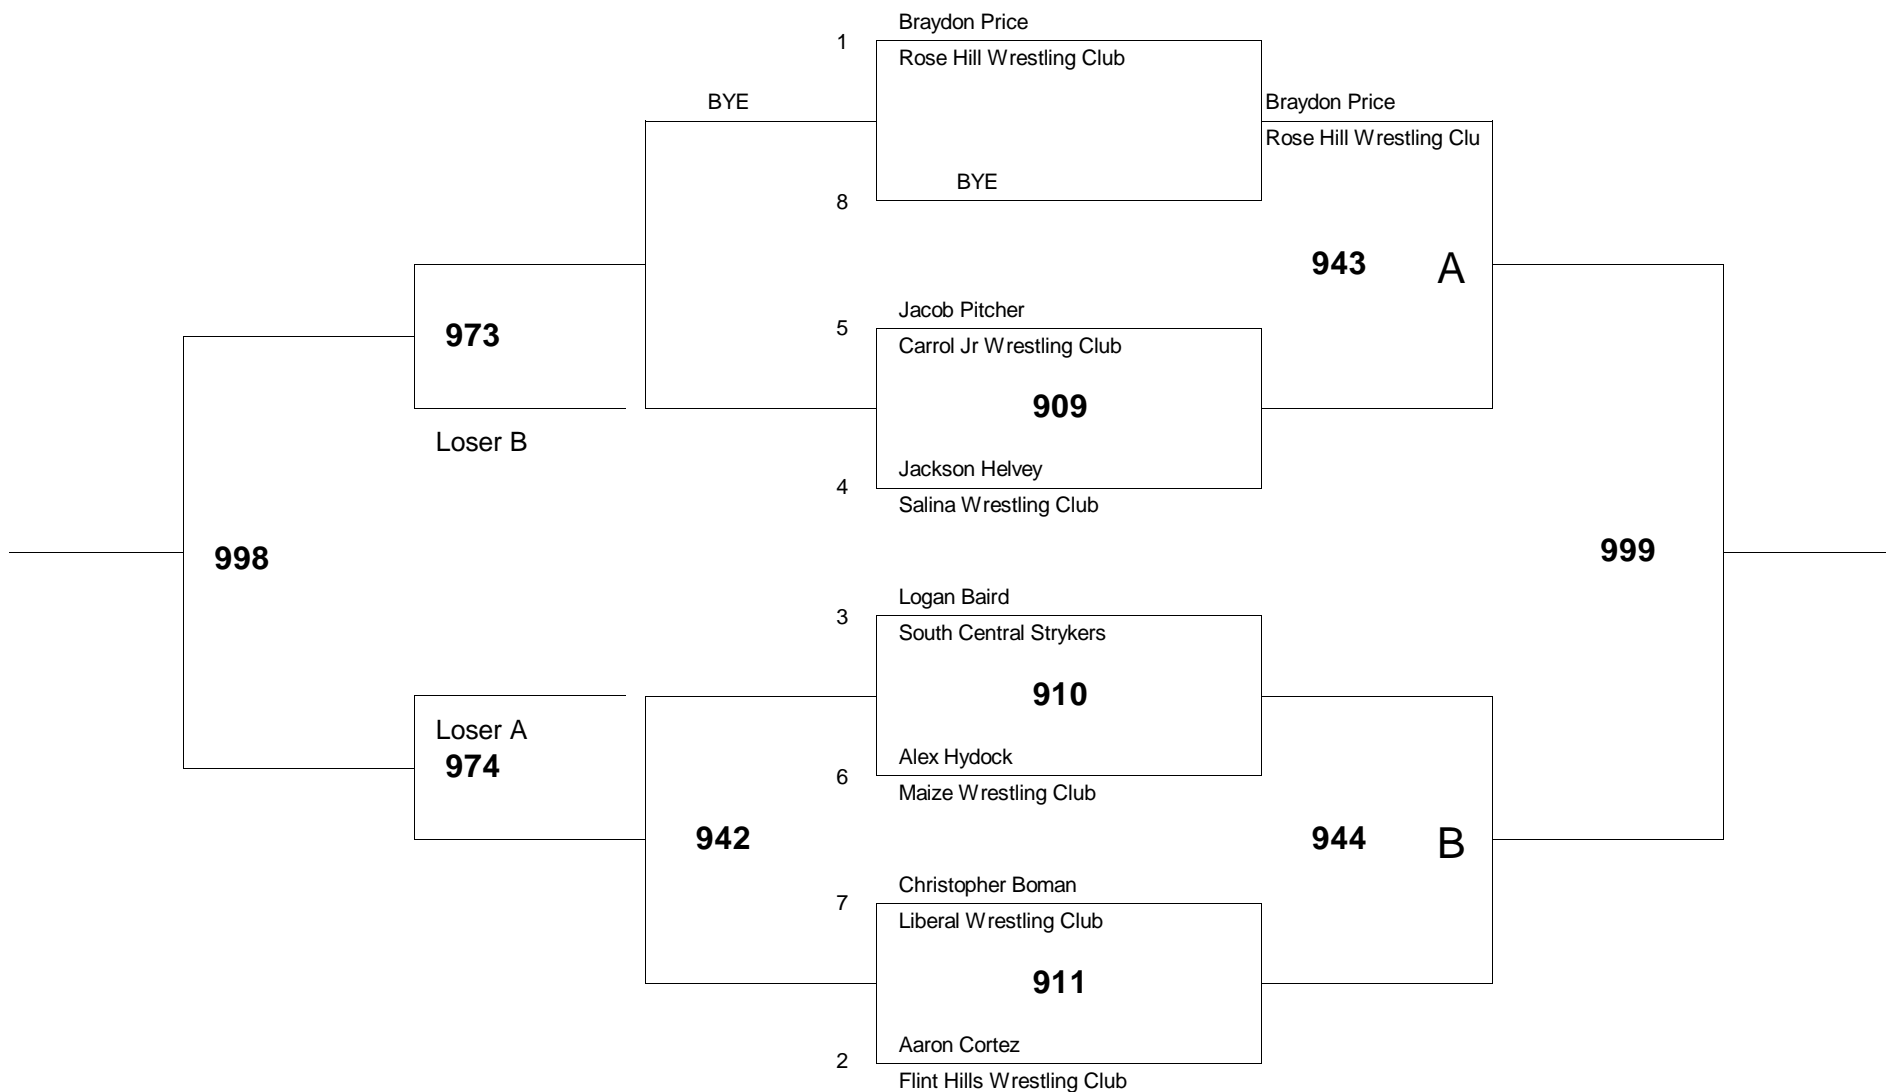 Braydon Price
1
Rose Hill Wrestling Club
BYE
Braydon Price
Rose Hill Wrestling Clu
BYE
8
943
A
Jacob Pitcher
5
973
Carrol Jr Wrestling Club
909
Loser B
Jackson Helvey
4
Salina Wrestling Club
998
999
Logan Baird
3
South Central Strykers
910
Loser A
974
Alex Hydock
6
Maize Wrestling Club
942
944
B
Christopher Boman
7
Liberal Wrestling Club
911
Aaron Cortez
2
Flint Hills Wrestling Club